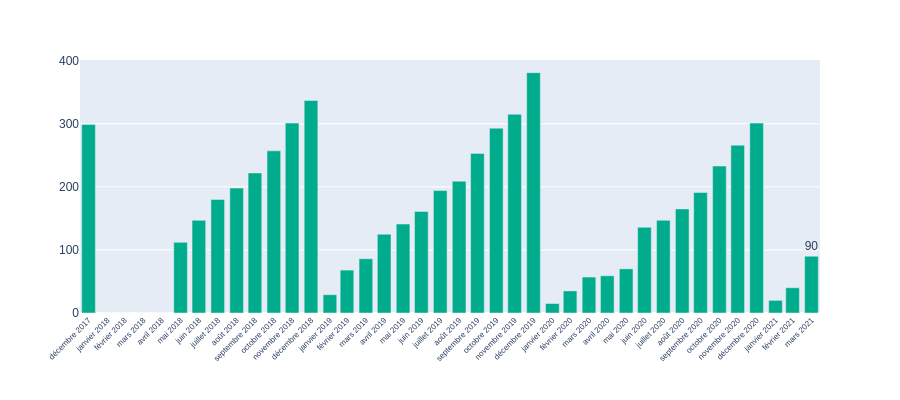 400
300
200
100
0
90
décembre 2017
janvier 2018
février 2018
mars 2018
avril 2018
mai 2018
juin 2018
juillet 2018
août 2018
septembre 2018
octobre 2018
novembre 2018
décembre 2018
janvier 2019
février 2019
mars 2019
avril 2019
mai 2019
juin 2019
juillet 2019
août 2019
septembre 2019
octobre 2019
novembre 2019
décembre 2019
janvier 2020
février 2020
mars 2020
avril 2020
mai 2020
juin 2020
juillet 2020
août 2020
septembre 2020
octobre 2020
novembre 2020
décembre 2020
janvier 2021
février 2021
mars 2021